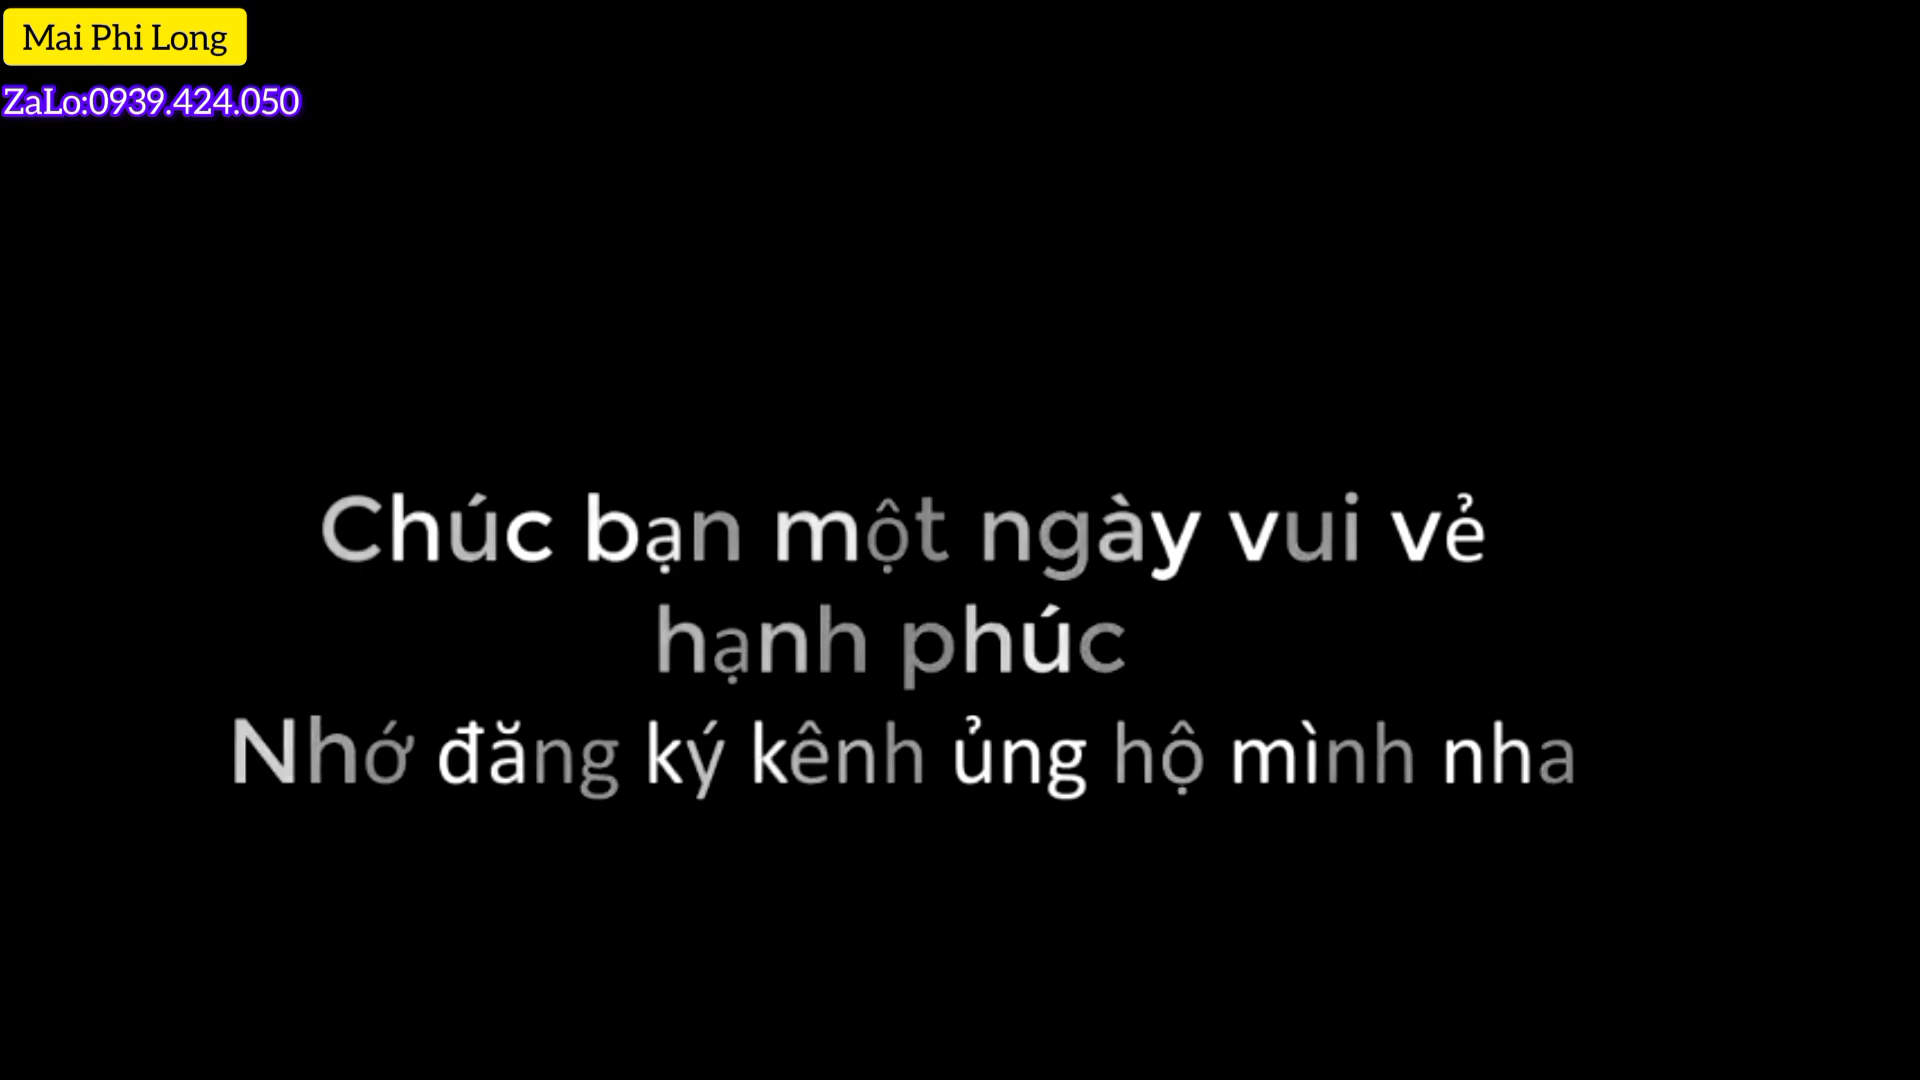 Mai Phi Long
ZaLo:0939.424.050
Chúc bạn một ngày vui vẻ
hạnh phúc
Nhớ đăng ký kênh ủng hộ mình nha